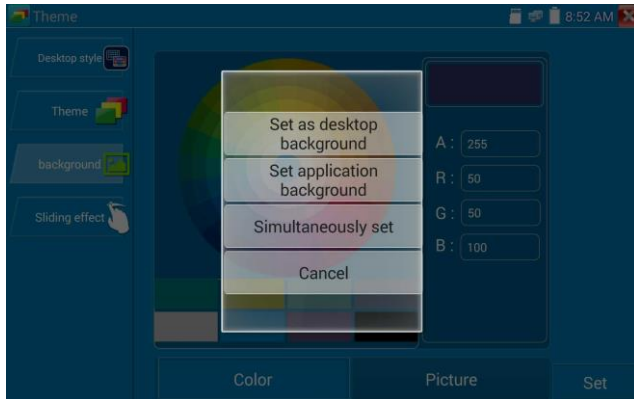 Theme
8:52 AM
Desktop style
Theme
background
Sliding effect
Set as desktop
background
Set application
background
Simultaneously set
Cancel
A : 255
R : 50
G : 50
B : 100
Color
Picture
Set